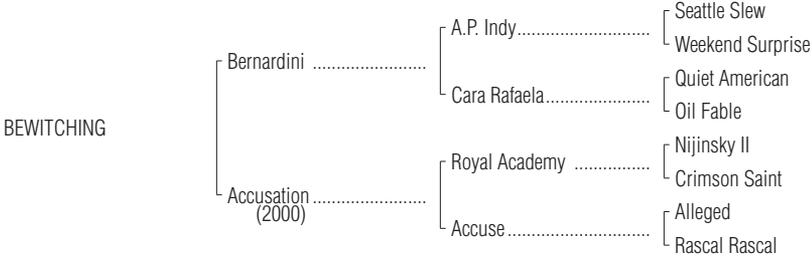 Seattle Slew
A.P. Indy............................
Weekend Surprise
Bernardini ........................
Quiet American
Cara Rafaela......................
Oil Fable
BEWITCHING
Nijinsky II
Royal Academy ................
Crimson Saint
Accusation........................
(2000)
Alleged
Accuse..............................
Rascal Rascal